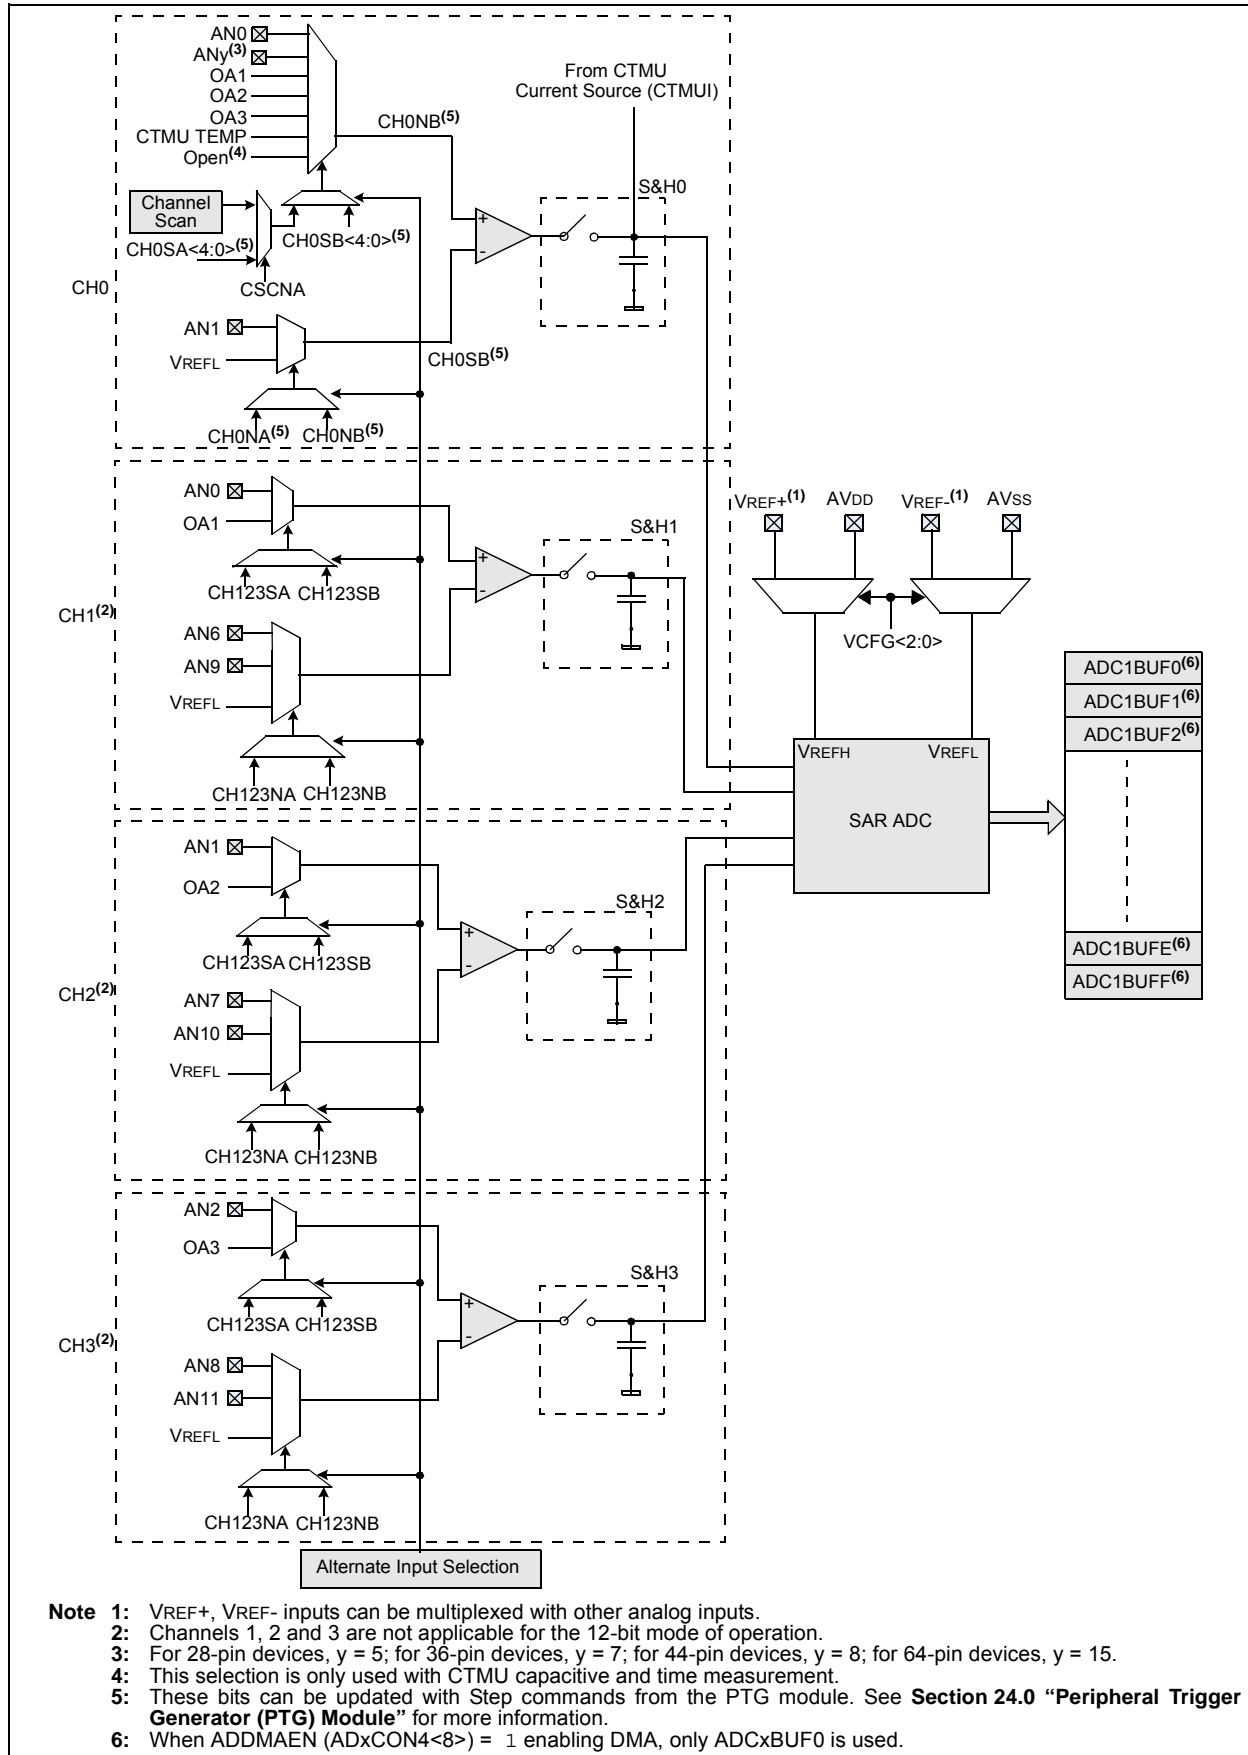 AN0
ANy(3)
OA1
OA2
OA3
CTMU TEMP
Open(4)
CH0NB(5)
From CTMU
Current Source (CTMUI)
S&H0
+
-
Channel
Scan
CH0SA<4:0>(5)
CH0SB<4:0>(5)
CSCNA
CH0
AN1
VREFL
CH0SB(5)
CH0NA(5)
CH0NB(5)
AN0
OA1
S&H1
+
-
CH123SA
CH123SB
CH1(2)
AN6
AN9
VREFL
CH123NA
CH123NB
VREF+(1)
AVDD
VREF-(1)
AVSS
VCFG<2:0>
VREFH
VREFL
SAR ADC
ADC1BUF0(6)
ADC1BUF1(6)
ADC1BUF2(6)
ADC1BUFE(6)
ADC1BUFF(6)
AN1
OA2
S&H2
+
-
CH123SA
CH123SB
CH2(2)
AN7
AN10
VREFL
CH123NA
CH123NB
AN2
OA3
S&H3
+
-
CH123SA
CH123SB
CH3(2)
AN8
AN11
VREFL
CH123NA
CH123NB
Alternate Input Selection
Note 1: VREF+, VREF- inputs can be multiplexed with other analog inputs.
2: Channels 1, 2 and 3 are not applicable for the 12-bit mode of operation.
3: For 28-pin devices, y = 5; for 36-pin devices, y = 7; for 44-pin devices, y = 8; for 64-pin devices, y = 15.
4: This selection is only used with CTMU capacitive and time measurement.
5: These bits can be updated with Step commands from the PTG module. See Section 24.0 “Peripheral Trigger
Generator (PTG) Module” for more information.
6: When ADDMAEN (ADxCON4<8>) = 1 enabling DMA, only ADCxBUF0 is used.